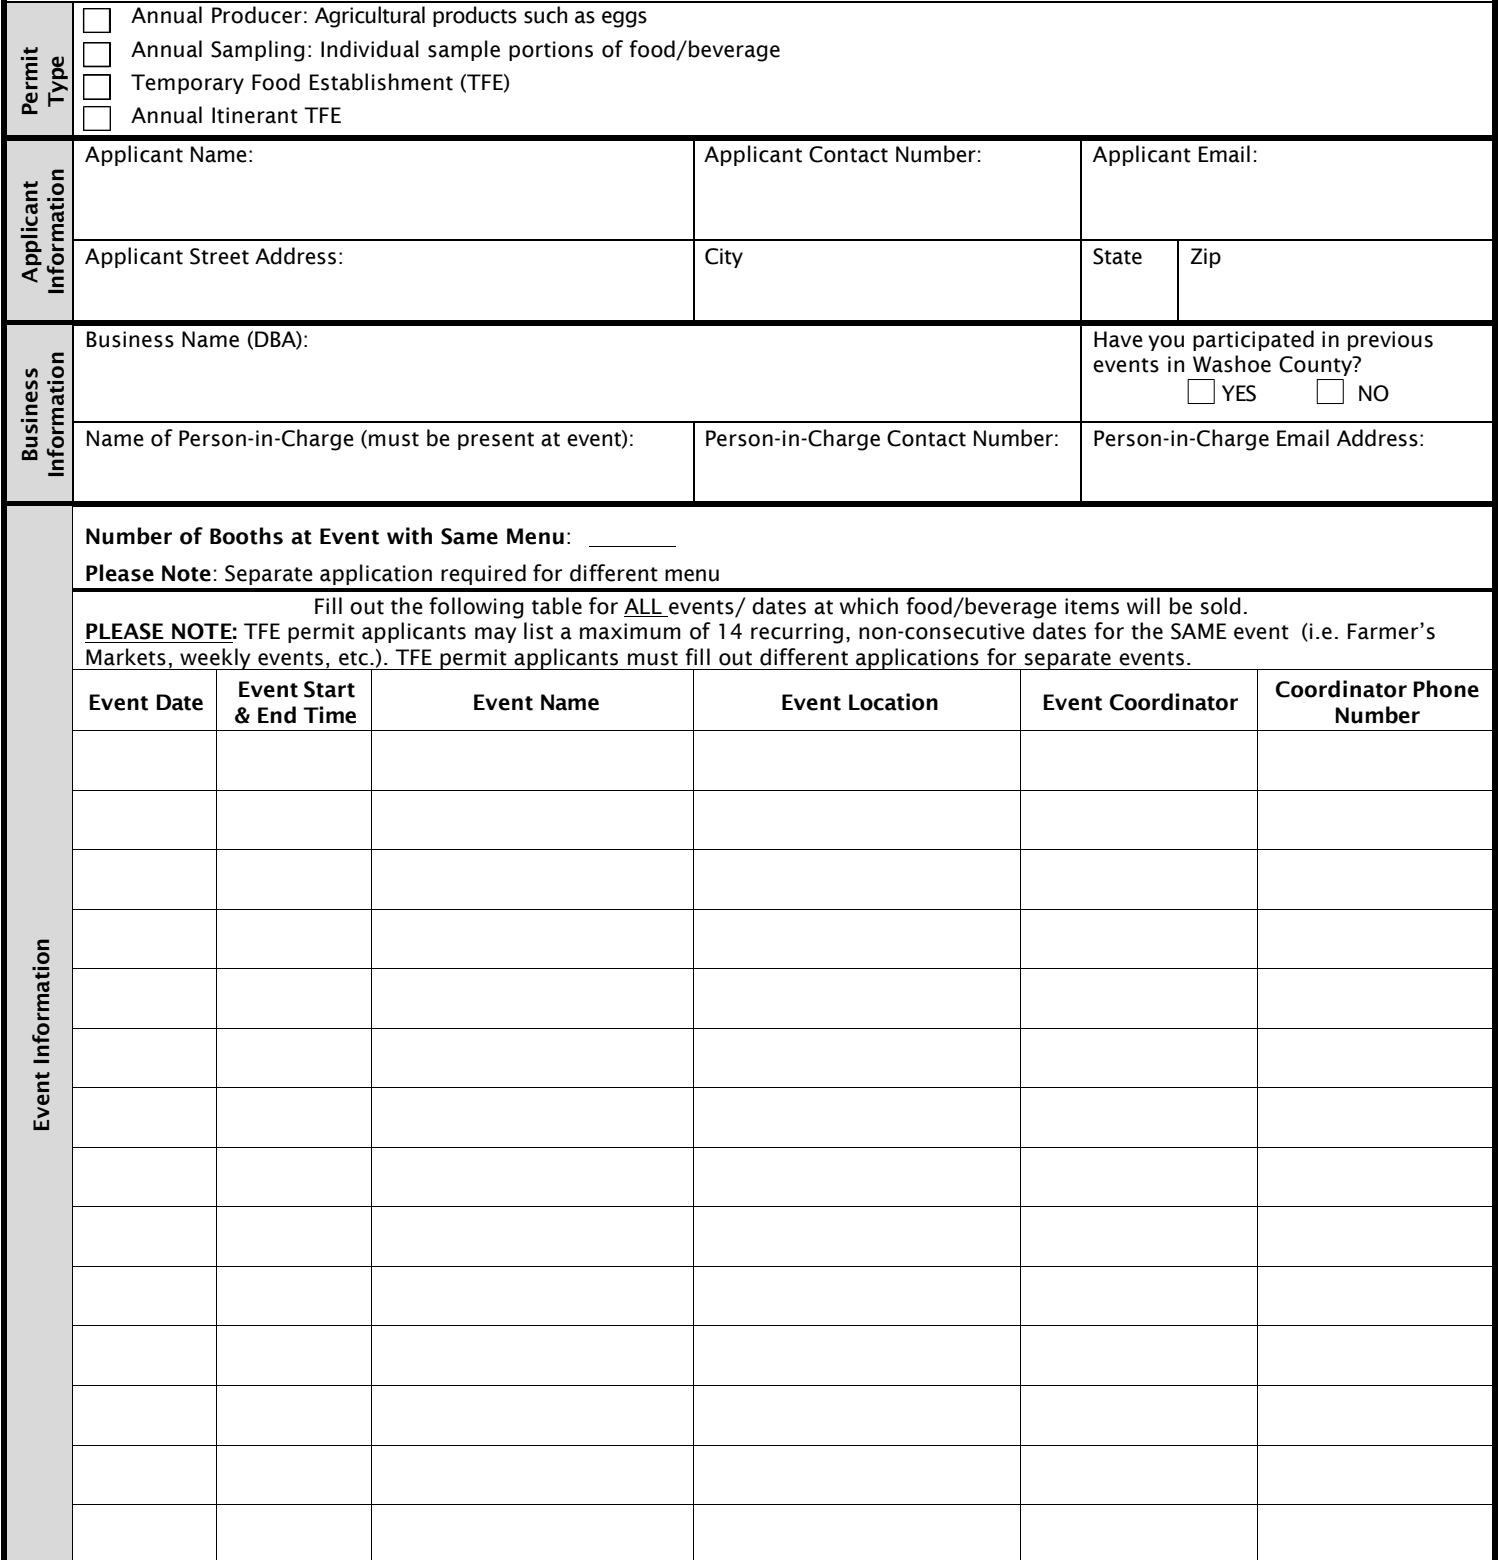 Permit
Type
Annual Producer: Agricultural products such as eggs
Annual Sampling: Individual sample portions of food/beverage
Temporary Food Establishment (TFE)
Annual Itinerant TFE
Applicant
Information
Applicant Name:
Applicant Contact Number:
Applicant Email:
Applicant Street Address:
City
State
Zip
Business
Information
Business Name (DBA):
Have you participated in previous
events in Washoe County?
YES NO
Name of Person-in-Charge (must be present at event):
Person-in-Charge Contact Number:
Person-in-Charge Email Address:
Event Information
Number of Booths at Event with Same Menu: _______
Please Note: Separate application required for different menu
Fill out the following table for ALL events/ dates at which food/beverage items will be sold.
PLEASE NOTE: TFE permit applicants may list a maximum of 14 recurring, non-consecutive dates for the SAME event (i.e. Farmer’s
Markets, weekly events, etc.). TFE permit applicants must fill out different applications for separate events.
Event Date
Event Start
& End Time
Event Name
Event Location
Event Coordinator
Coordinator Phone
Number